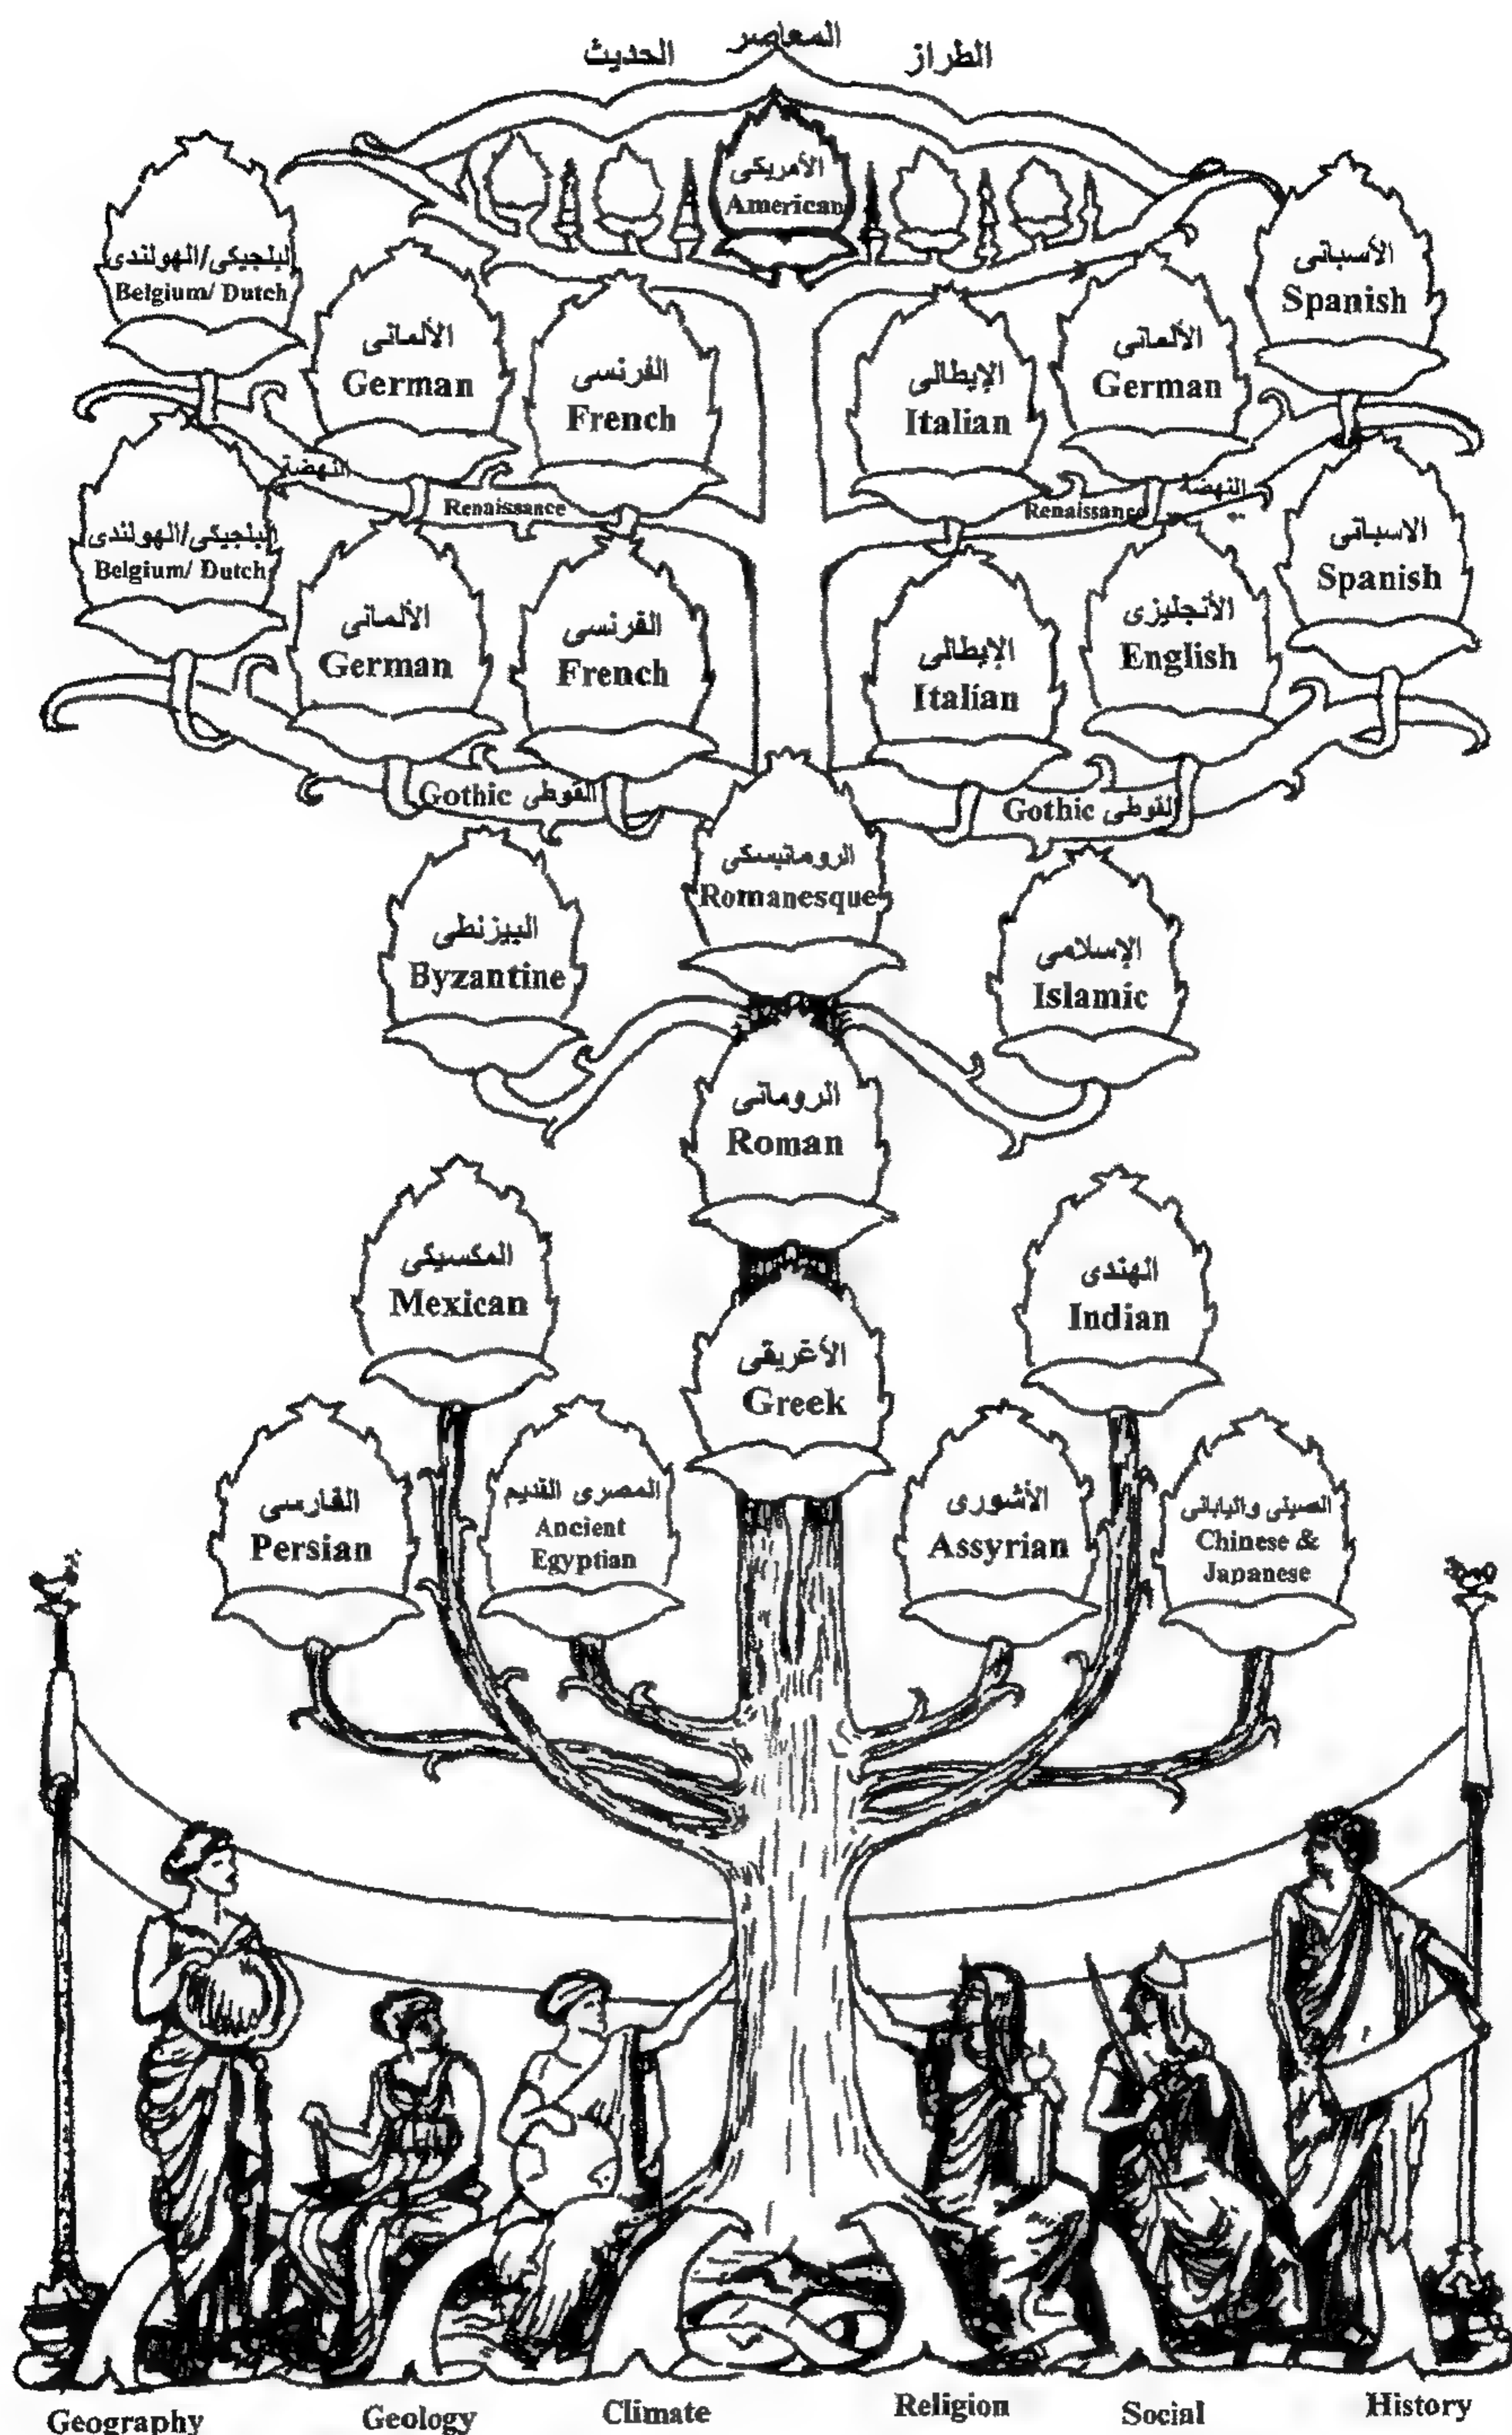 الطراز المعاصر الحديث
الأمريكى
American
البلجيكى/الهولندى
Belgium/ Dutch
الألمانى
German
الفرنسى
French
الإيطالى
Italian
الألمانى
German
الأسبانى
Spanish
النهضة
Renaissance
النهضة
Renaissance
البلجيكى/الهولندى
Belgium/ Dutch
الألمانى
German
الفرنسى
French
الإيطالى
Italian
الأنجليزى
English
الاسبانى
Spanish
Gothic القوطى
Gothic القوطى
الرومانيسكى
Romanesque
البيزنطى
Byzantine
الإسلامى
Islamic
الرومانى
Roman
المكسيكى
Mexican
الهندى
Indian
الأغريقى
Greek
الفارسى
Persian
المصرى القديم
Ancient
Egyptian
الأشورى
Assyrian
الصينى واليابانى
Chinese &
Japanese
Geography Geology Climate Religion Social History